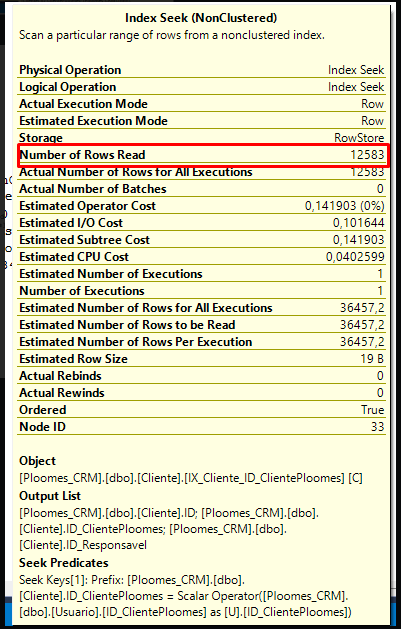 Index Seek (NonClustered)
Scan a particular range of rows from a nonclustered index.
Physical Operation Index Seek
Logical Operation Index Seek
Actual Execution Mode Row
Estimated Execution Mode Row
Storage RowStore
Number of Rows Read 12583
Actual Number of Rows for All Executions 12583
Actual Number of Batches 0
Estimated Operator Cost 0,141903 (0%)
Estimated I/O Cost 0,101644
Estimated Subtree Cost 0,141903
Estimated CPU Cost 0,0402599
Estimated Number of Executions 1
Number of Executions 1
Estimated Number of Rows for All Executions 36457,2
Estimated Number of Rows to be Read 36457,2
Estimated Number of Rows Per Execution 36457,2
Estimated Row Size 19 B
Actual Rebinds 0
Actual Rewinds 0
Ordered True
Node ID 33
Object
[Ploomes_CRM].[dbo].[Cliente].[IX_Cliente_ID_ClientePloomes] [C]
Output List
[Ploomes_CRM].[dbo].[Cliente].ID; [Ploomes_CRM].[dbo].
[Cliente].ID_ClientePloomes; [Ploomes_CRM].[dbo].
[Cliente].ID_Responsavel
Seek Predicates
Seek Keys[1]: Prefix: [Ploomes_CRM].[dbo].
[Cliente].ID_ClientePloomes = Scalar Operator([Ploomes_CRM].
[dbo].[Usuario].[ID_ClientePloomes] as [U].[ID_ClientePloomes])